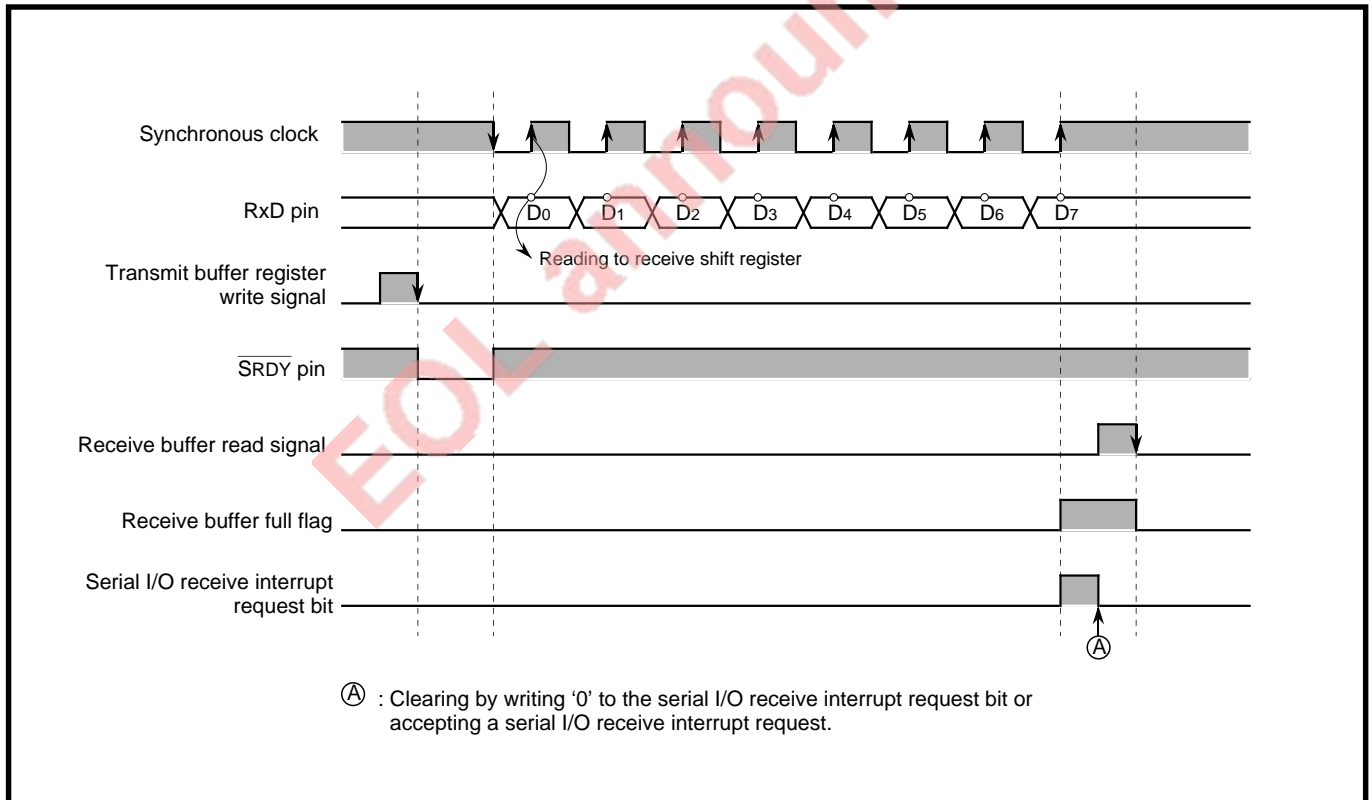 EOL announ
Synchronous clock
RxD pin
D0 D1 D2 D3 D4 D5 D6 D7
Reading to receive shift register
Transmit buffer register
write signal
SRDY pin
Receive buffer read signal
Receive buffer full flag
Serial I/O receive interrupt
request bit
A
A : Clearing by writing ‘0’ to the serial I/O receive interrupt request bit or
accepting a serial I/O receive interrupt request.